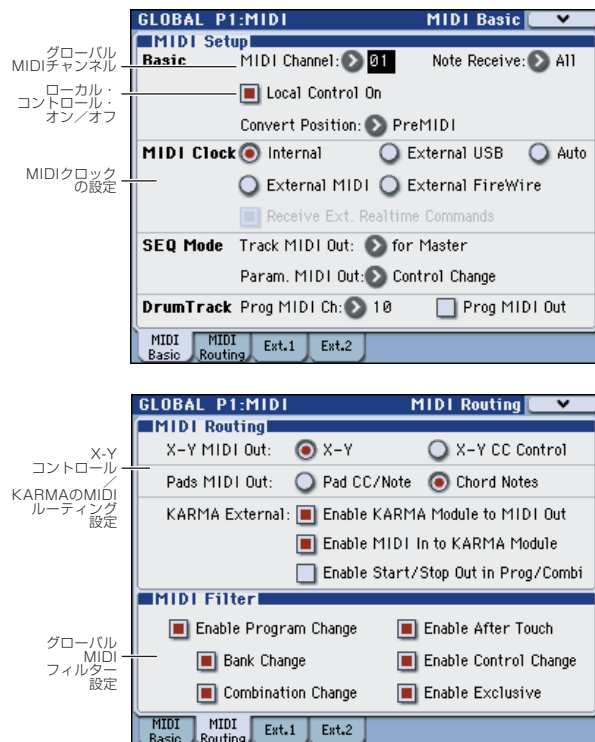 GLOBAL P1:MIDI MIDI Basic
MIDI Setup
グローバル
MIDIチャンネル
Basic MIDI Channel: 01 Note Receive: All
ローカル・
コントロール・
オン/オフ
Local Control On
Convert Position: PreMIDI
MIDIクロック
の設定
MIDI Clock Internal External USB Auto
External MIDI External FireWire
Receive Ext. Realtime Commands
SEQ Mode Track MIDI Out: for Master
Param. MIDI Out: Control Change
DrumTrack Prog MIDI Ch: 10 Prog MIDI Out
MIDI Basic MIDI Routing Ext.1 Ext.2
GLOBAL P1:MIDI MIDI Routing
MIDI Routing
X-Y
コントロール
/
KARMAのMIDI
ルーティング
設定
X-Y MIDI Out: X-Y X-Y CC Control
Pads MIDI Out: Pad CC/Note Chord Notes
KARMA External: Enable KARMA Module to MIDI Out
Enable MIDI In to KARMA Module
Enable Start/Stop Out in Prog/Combi
MIDI Filter
グローバル
MIDI
フィルター
設定
Enable Program Change Enable After Touch
Bank Change Enable Control Change
Combination Change Enable Exclusive
MIDI Basic MIDI Routing Ext.1 Ext.2